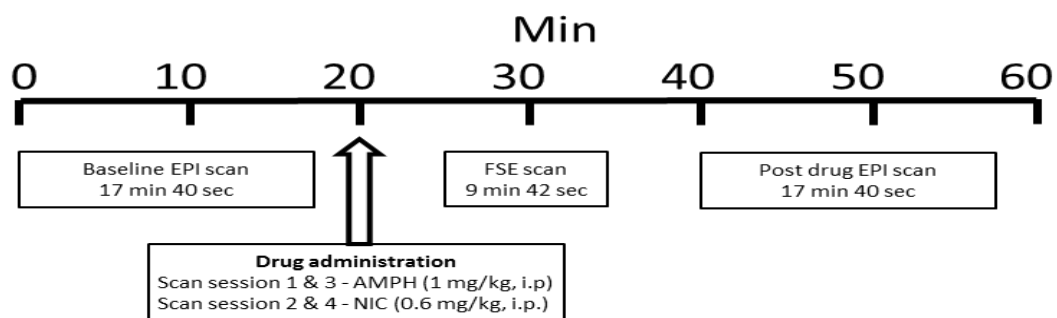 Min
0 10 20 30 40 50 60
Baseline EPI scan
17 min 40 sec
FSE scan
9 min 42 sec
Post drug EPI scan
17 min 40 sec
Drug administration
Scan session 1 & 3 - AMPH (1 mg/kg, i.p)
Scan session 2 & 4 - NIC (0.6 mg/kg, i.p.)